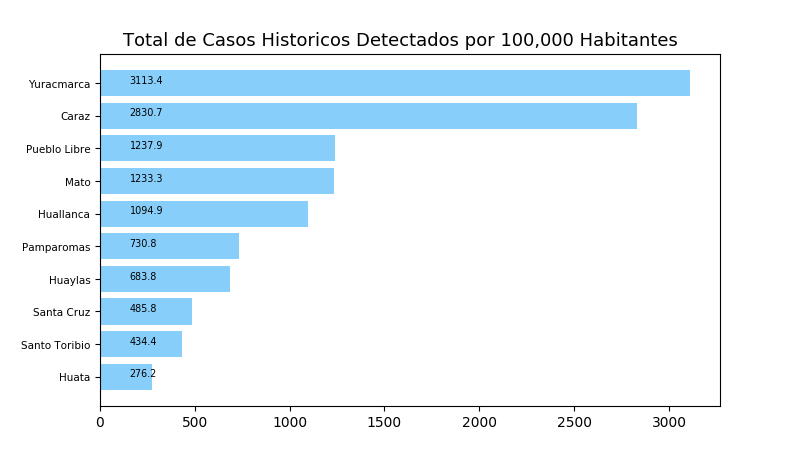 Total de Casos Historicos Detectados por 100,000 Habitantes
Yuracmarca 3113.4
Caraz 2830.7
Pueblo Libre 1237.9
Mato 1233.3
Huallanca 1094.9
Pamparomas 730.8
Huaylas 683.8
Santa Cruz 485.8
Santo Toribio 434.4
Huata 276.2
0 500 1000 1500 2000 2500 3000